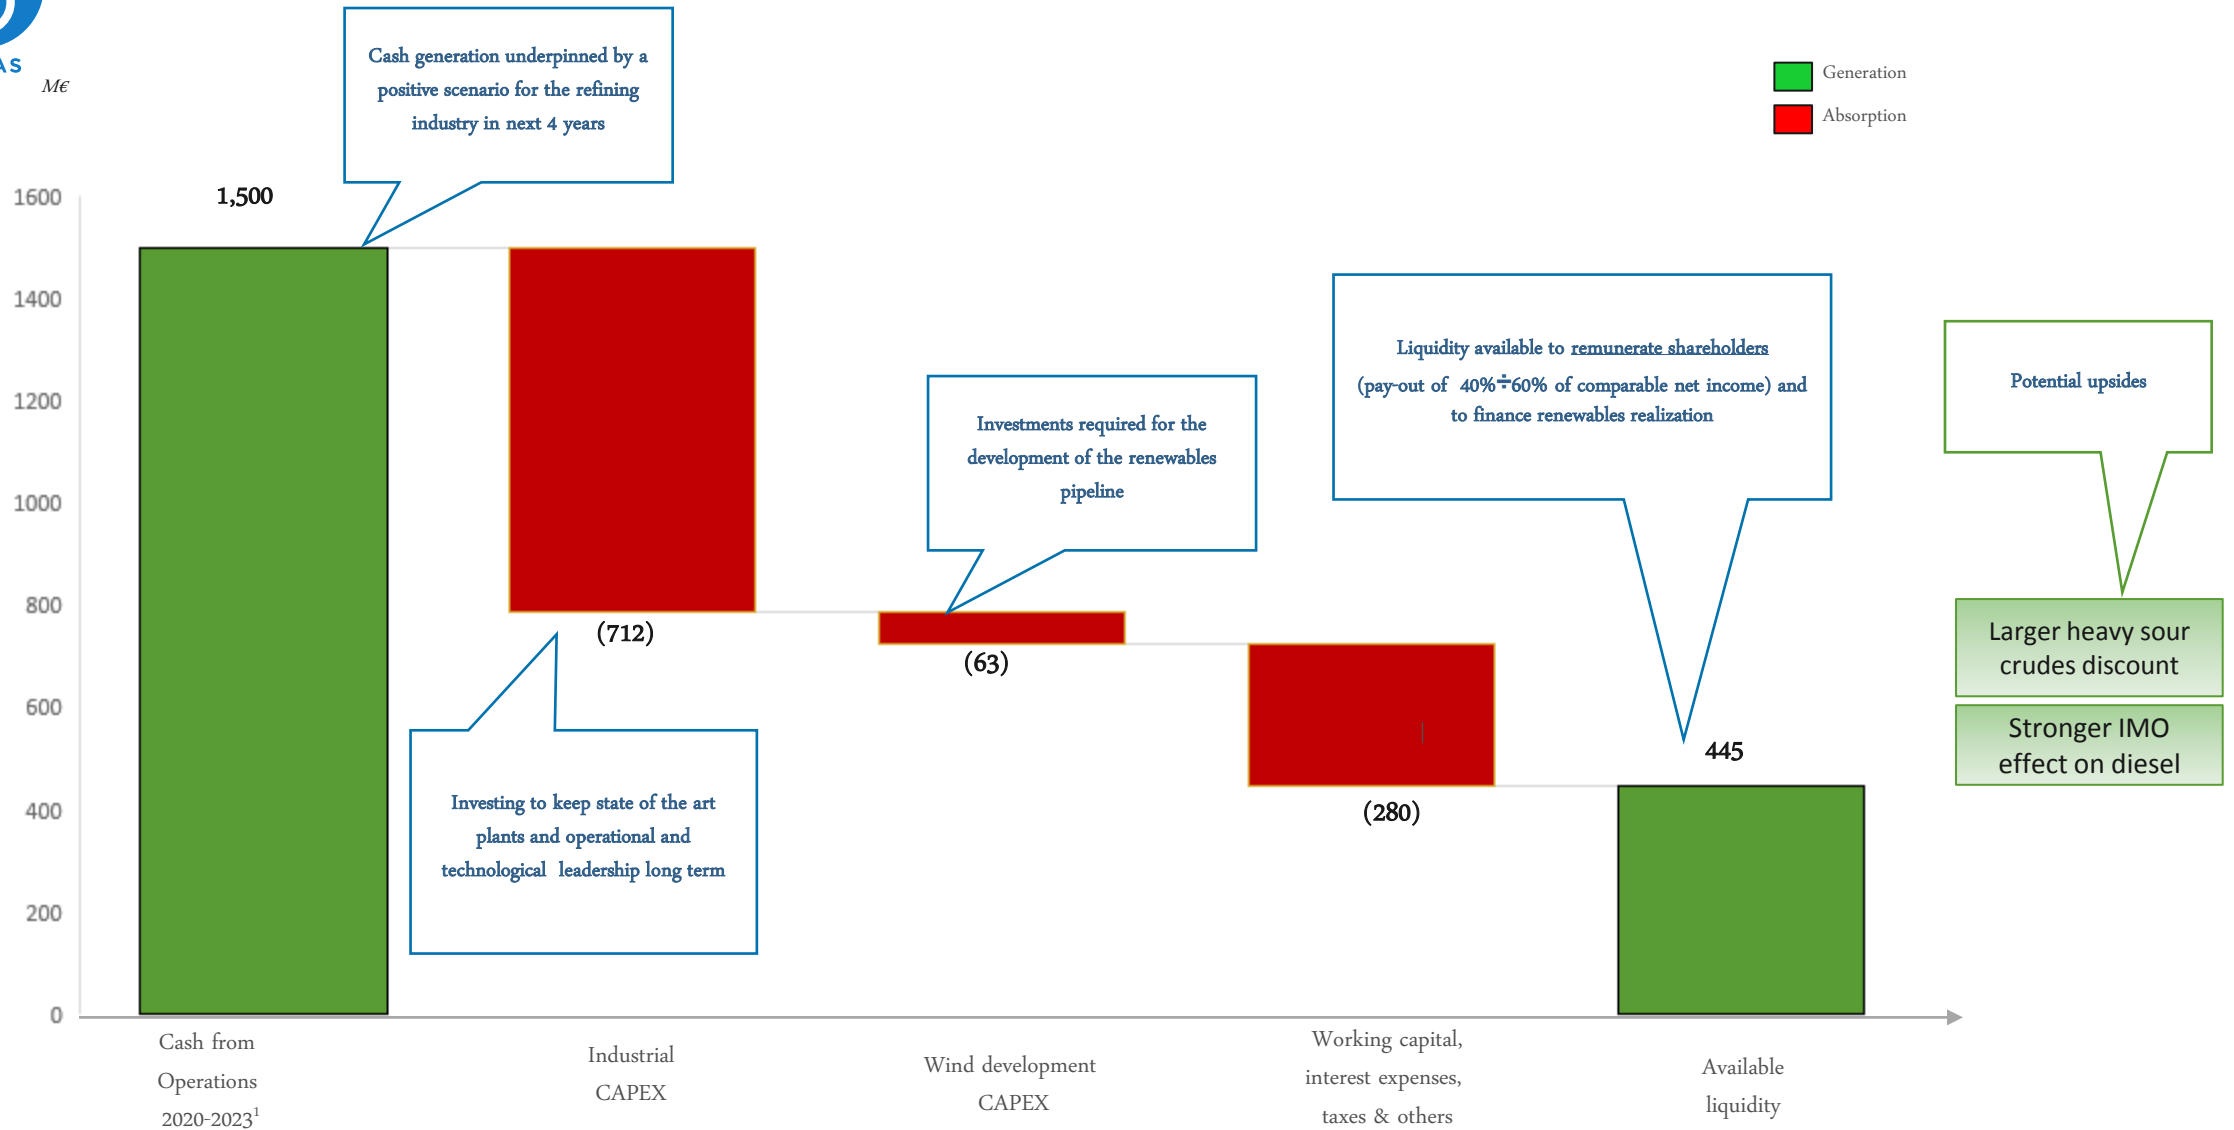 AS
M€
Cash generation underpinned by a
positive scenario for the refining
industry in next 4 years
Generation
Absorption
1600
1400
1200
1000
800
600
400
200
0
1,500
(712)
(63)
(280)
445
Investing to keep state of the art
plants and operational and
technological leadership long term
Investments required for the
development of the renewables
pipeline
Liquidity available to remunerate shareholders
(pay-out of 40%÷60% of comparable net income) and
to finance renewables realization
Potential upsides
Larger heavy sour
crudes discount
Stronger IMO
effect on diesel
Cash from
Operations
2020-2023¹
Industrial
CAPEX
Wind development
CAPEX
Working capital,
interest expenses,
taxes & others
Available
liquidity